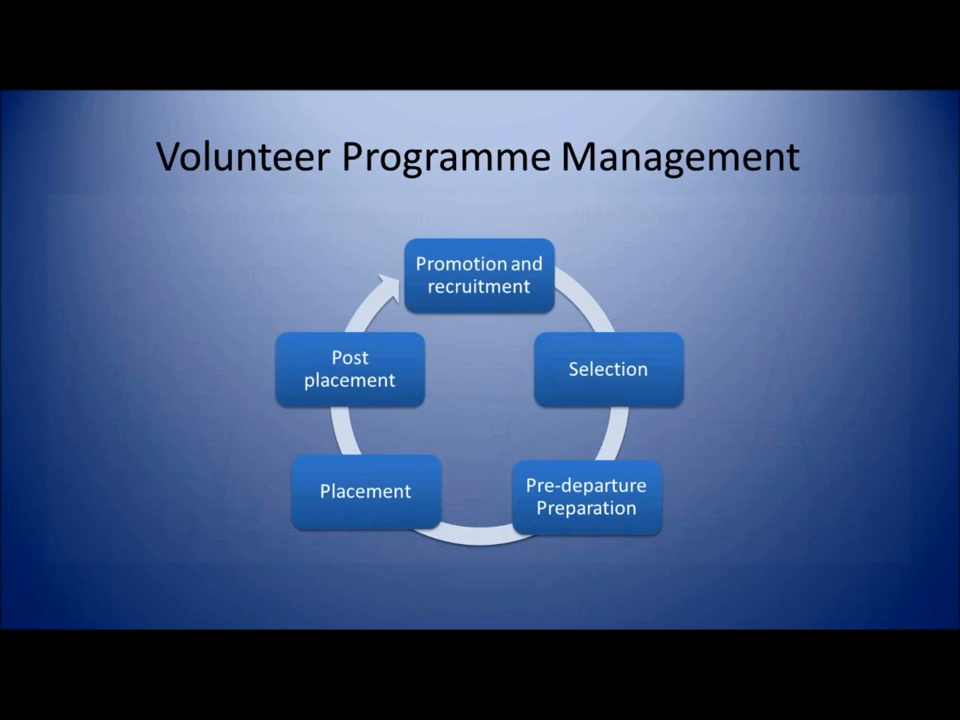 Volunteer Programme Management
Promotion and
recruitment
Selection
Pre-departure
Preparation
Placement
Post
placement